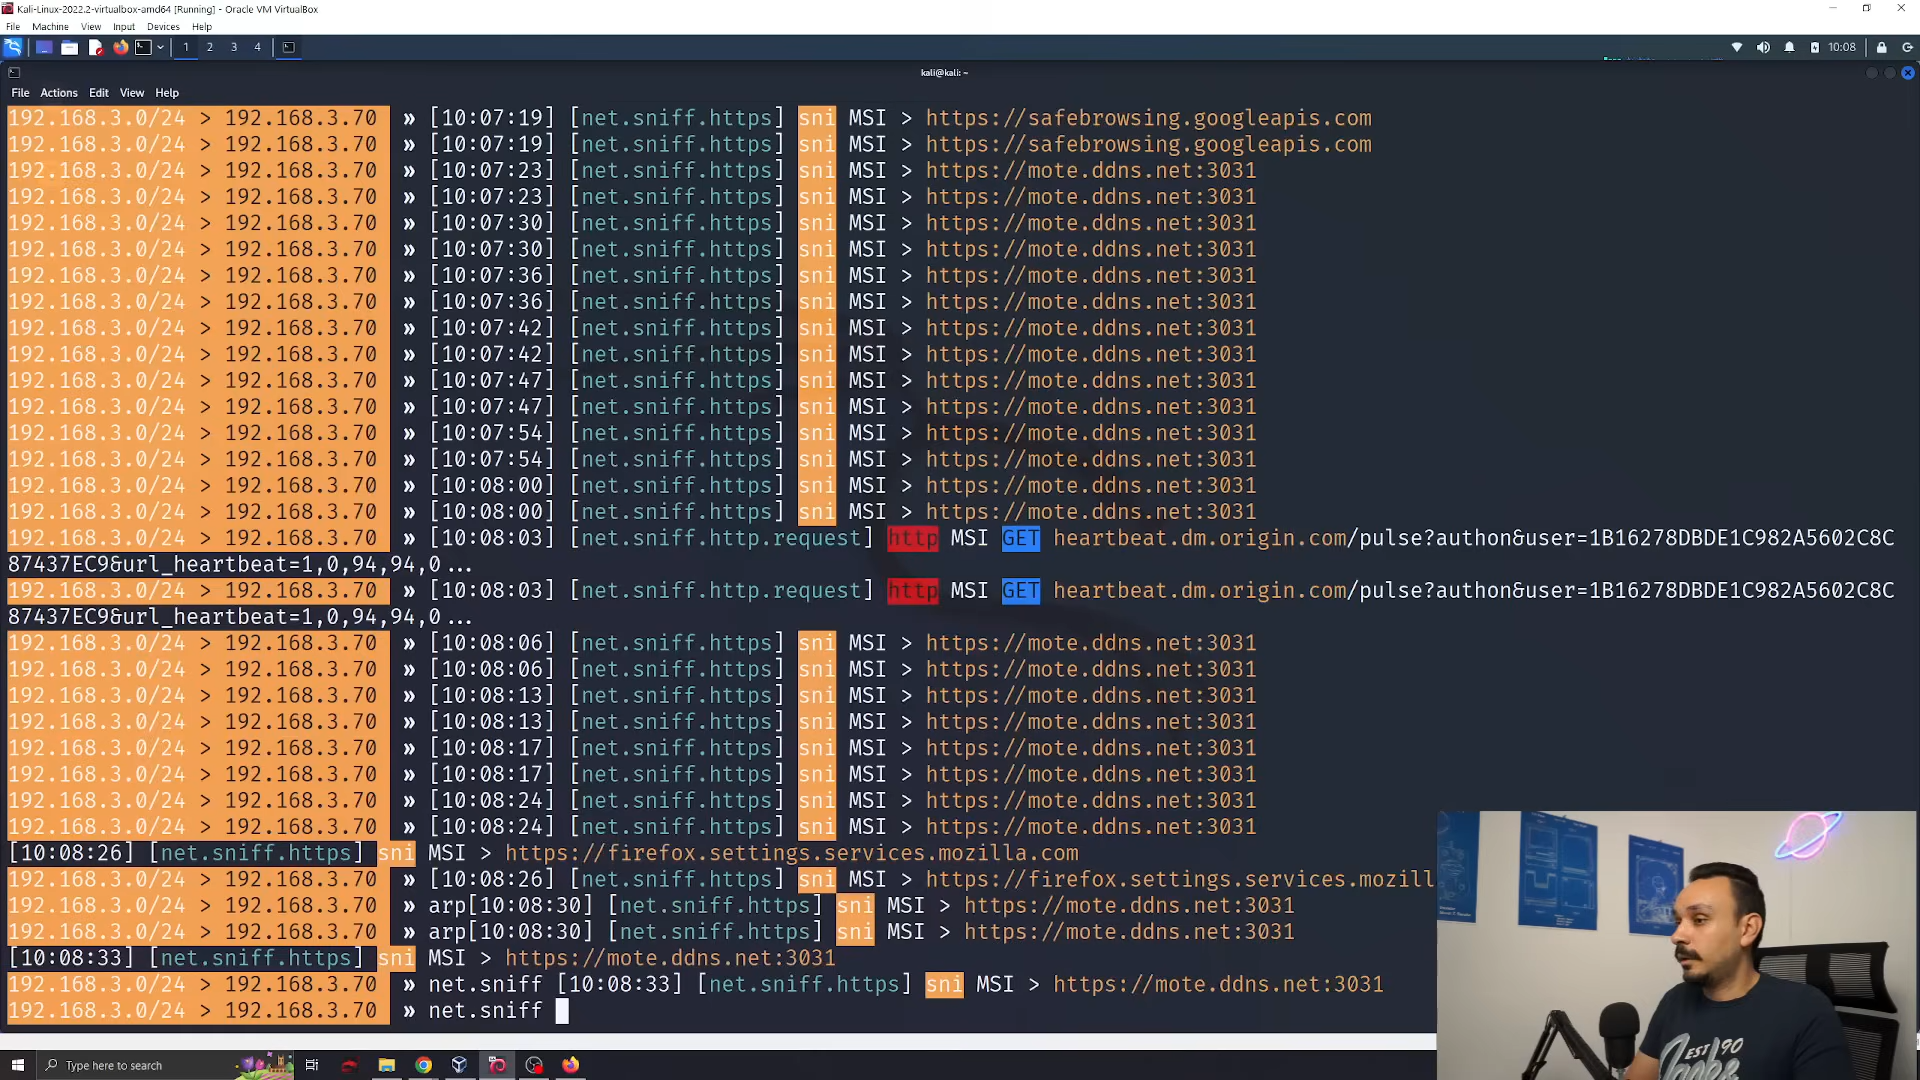 Kali-Linux-2022.2-virtualbox-amd64 [Running] - Oracle VM VirtualBox
File Machine View Input Devices Help
1 2 3 4 10:08
kali@kali: ~
File Actions Edit View Help
192.168.3.0/24 > 192.168.3.70 » [10:07:19] [net.sniff.https] sni MSI > https://safebrowsing.googleapis.com
192.168.3.0/24 > 192.168.3.70 » [10:07:19] [net.sniff.https] sni MSI > https://safebrowsing.googleapis.com
192.168.3.0/24 > 192.168.3.70 » [10:07:23] [net.sniff.https] sni MSI > https://mote.ddns.net:3031
192.168.3.0/24 > 192.168.3.70 » [10:07:23] [net.sniff.https] sni MSI > https://mote.ddns.net:3031
192.168.3.0/24 > 192.168.3.70 » [10:07:30] [net.sniff.https] sni MSI > https://mote.ddns.net:3031
192.168.3.0/24 > 192.168.3.70 » [10:07:30] [net.sniff.https] sni MSI > https://mote.ddns.net:3031
192.168.3.0/24 > 192.168.3.70 » [10:07:36] [net.sniff.https] sni MSI > https://mote.ddns.net:3031
192.168.3.0/24 > 192.168.3.70 » [10:07:36] [net.sniff.https] sni MSI > https://mote.ddns.net:3031
192.168.3.0/24 > 192.168.3.70 » [10:07:42] [net.sniff.https] sni MSI > https://mote.ddns.net:3031
192.168.3.0/24 > 192.168.3.70 » [10:07:42] [net.sniff.https] sni MSI > https://mote.ddns.net:3031
192.168.3.0/24 > 192.168.3.70 » [10:07:47] [net.sniff.https] sni MSI > https://mote.ddns.net:3031
192.168.3.0/24 > 192.168.3.70 » [10:07:47] [net.sniff.https] sni MSI > https://mote.ddns.net:3031
192.168.3.0/24 > 192.168.3.70 » [10:07:54] [net.sniff.https] sni MSI > https://mote.ddns.net:3031
192.168.3.0/24 > 192.168.3.70 » [10:07:54] [net.sniff.https] sni MSI > https://mote.ddns.net:3031
192.168.3.0/24 > 192.168.3.70 » [10:08:00] [net.sniff.https] sni MSI > https://mote.ddns.net:3031
192.168.3.0/24 > 192.168.3.70 » [10:08:00] [net.sniff.https] sni MSI > https://mote.ddns.net:3031
192.168.3.0/24 > 192.168.3.70 » [10:08:03] [net.sniff.http.request] http MSI GET heartbeat.dm.origin.com/pulse?authon&user=1B16278DBDE1C982A5602C8C
87437EC9&url_heartbeat=1,0,94,94,0 ...
192.168.3.0/24 > 192.168.3.70 » [10:08:03] [net.sniff.http.request] http MSI GET heartbeat.dm.origin.com/pulse?authon&user=1B16278DBDE1C982A5602C8C
87437EC9&url_heartbeat=1,0,94,94,0 ...
192.168.3.0/24 > 192.168.3.70 » [10:08:06] [net.sniff.https] sni MSI > https://mote.ddns.net:3031
192.168.3.0/24 > 192.168.3.70 » [10:08:06] [net.sniff.https] sni MSI > https://mote.ddns.net:3031
192.168.3.0/24 > 192.168.3.70 » [10:08:13] [net.sniff.https] sni MSI > https://mote.ddns.net:3031
192.168.3.0/24 > 192.168.3.70 » [10:08:13] [net.sniff.https] sni MSI > https://mote.ddns.net:3031
192.168.3.0/24 > 192.168.3.70 » [10:08:17] [net.sniff.https] sni MSI > https://mote.ddns.net:3031
192.168.3.0/24 > 192.168.3.70 » [10:08:17] [net.sniff.https] sni MSI > https://mote.ddns.net:3031
192.168.3.0/24 > 192.168.3.70 » [10:08:24] [net.sniff.https] sni MSI > https://mote.ddns.net:3031
192.168.3.0/24 > 192.168.3.70 » [10:08:24] [net.sniff.https] sni MSI > https://mote.ddns.net:3031
[10:08:26] [net.sniff.https] sni MSI > https://firefox.settings.services.mozilla.com
192.168.3.0/24 > 192.168.3.70 » [10:08:26] [net.sniff.https] sni MSI > https://firefox.settings.services.mozill
192.168.3.0/24 > 192.168.3.70 » arp[10:08:30] [net.sniff.https] sni MSI > https://mote.ddns.net:3031
192.168.3.0/24 > 192.168.3.70 » arp[10:08:30] [net.sniff.https] sni MSI > https://mote.ddns.net:3031
[10:08:33] [net.sniff.https] sni MSI > https://mote.ddns.net:3031
192.168.3.0/24 > 192.168.3.70 » net.sniff [10:08:33] [net.sniff.https] sni MSI > https://mote.ddns.net:3031
192.168.3.0/24 > 192.168.3.70 » net.sniff
EST 90
Type here to search